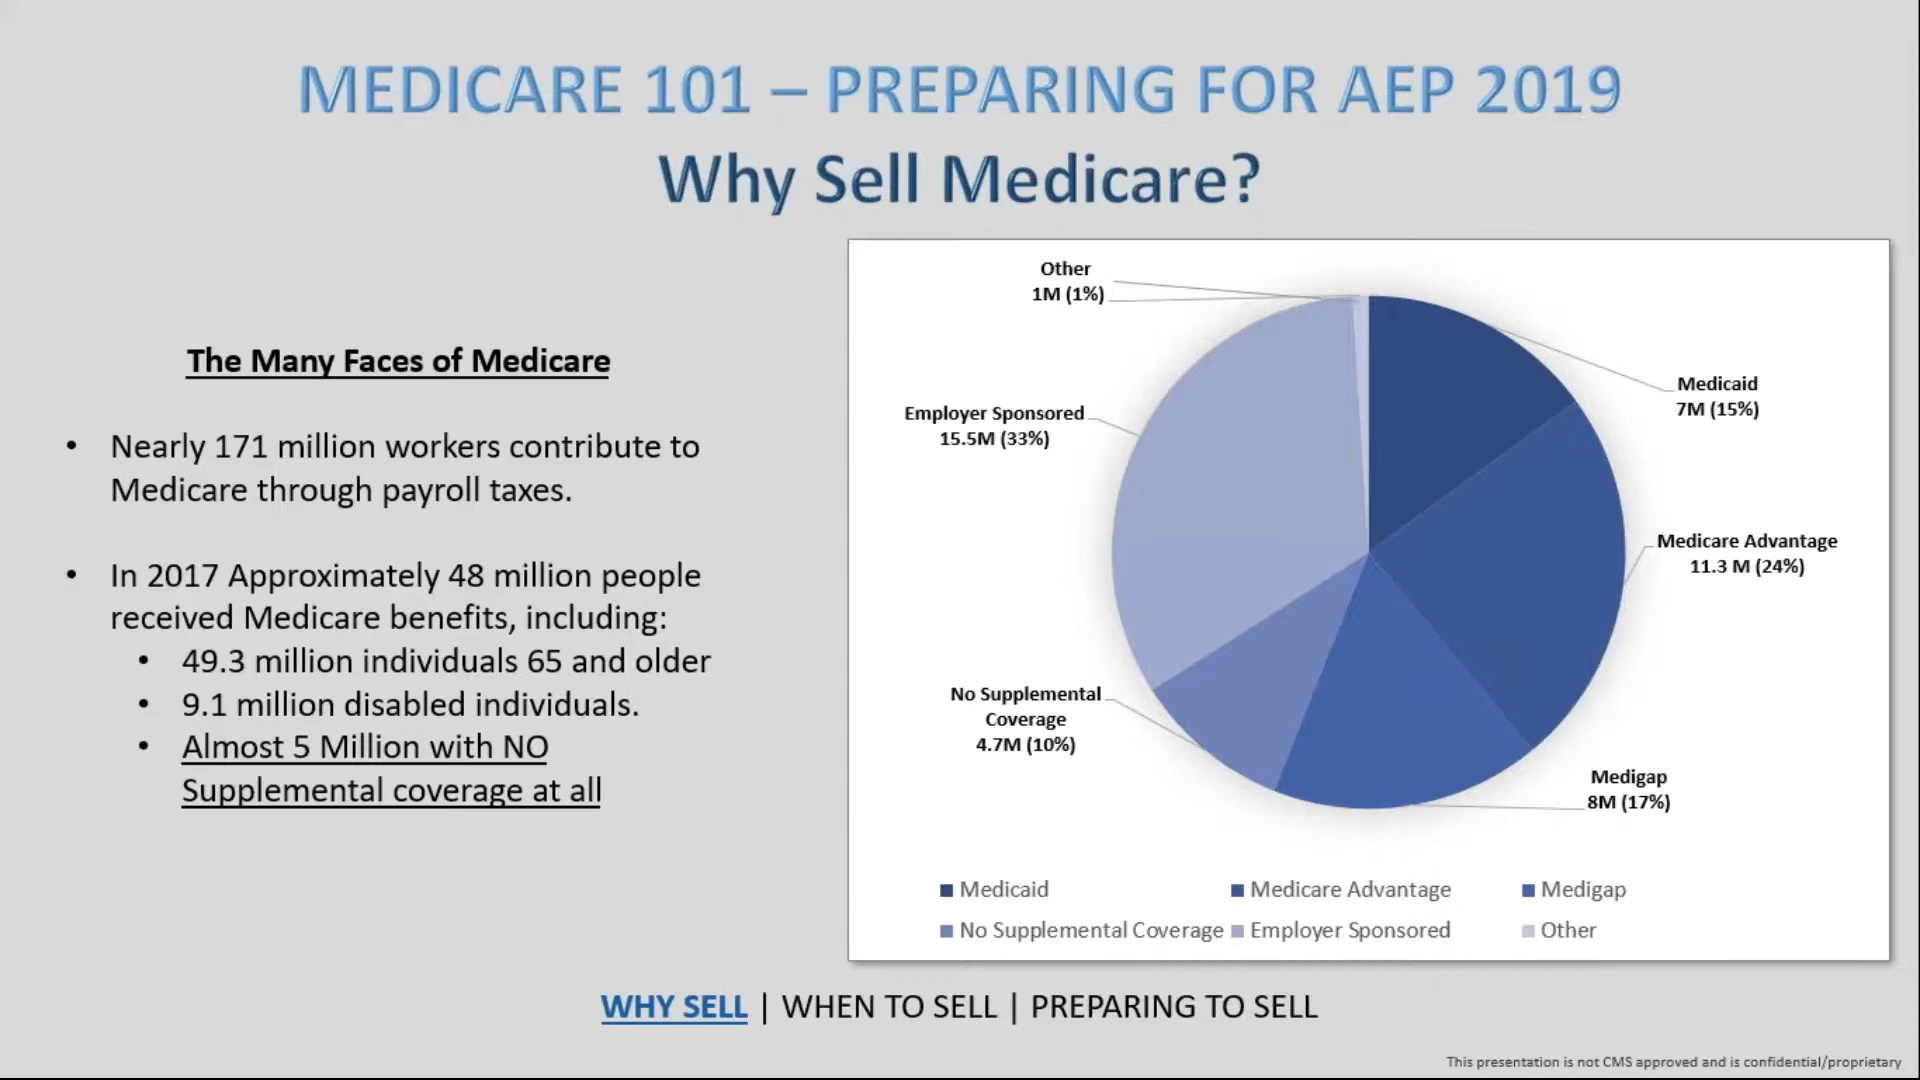 MEDICARE 101 – PREPARING FOR AEP 2019
Why Sell Medicare?
The Many Faces of Medicare
• Nearly 171 million workers contribute to
Medicare through payroll taxes.
• In 2017 Approximately 48 million people
received Medicare benefits, including:
• 49.3 million individuals 65 and older
• 9.1 million disabled individuals.
• Almost 5 Million with NO
Supplemental coverage at all
Other
1M (1%)
Medicaid
7M (15%)
Employer Sponsored
15.5M (33%)
Medicare Advantage
11.3 M (24%)
No Supplemental
Coverage
4.7M (10%)
Medigap
8M (17%)
Medicaid
Medicare Advantage
Medigap
No Supplemental Coverage
Employer Sponsored
Other
WHY SELL | WHEN TO SELL | PREPARING TO SELL
This presentation is not CMS approved and is confidential/proprietary